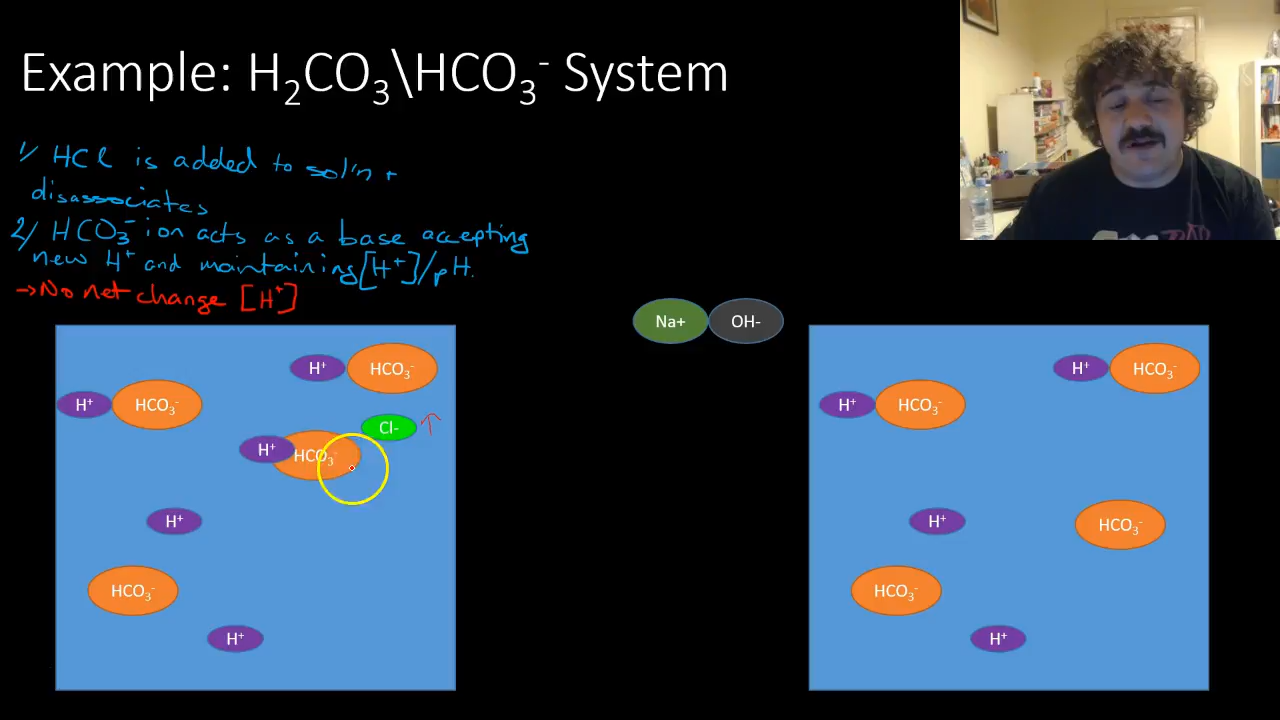 Example: H₂CO₃\HCO₃⁻ System
1) HCl is added to sol'n +
disassociates
2) HCO₃⁻ ion acts as a base accepting
new H⁺ and maintaining [H⁺]/pH.
→ No net change [H⁺]
Na+ OH-
H⁺ HCO₃⁻
H⁺ HCO₃⁻
Cl- ↑
H⁺ HCO₃⁻
H⁺
HCO₃⁻
H⁺
H⁺ HCO₃⁻
H⁺ HCO₃⁻
H⁺ HCO₃⁻
HCO₃⁻
H⁺